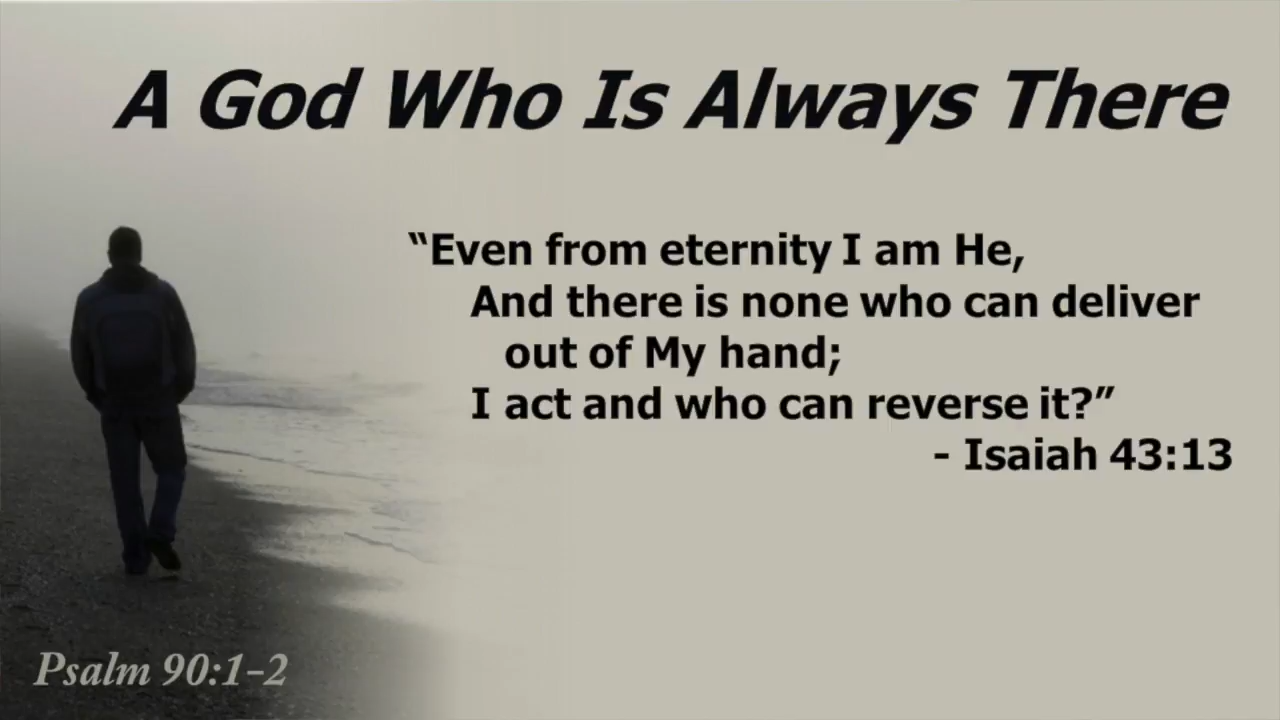 A God Who Is Always There
“Even from eternity I am He,
And there is none who can deliver
out of My hand;
I act and who can reverse it?”
- Isaiah 43:13
Psalm 90:1-2